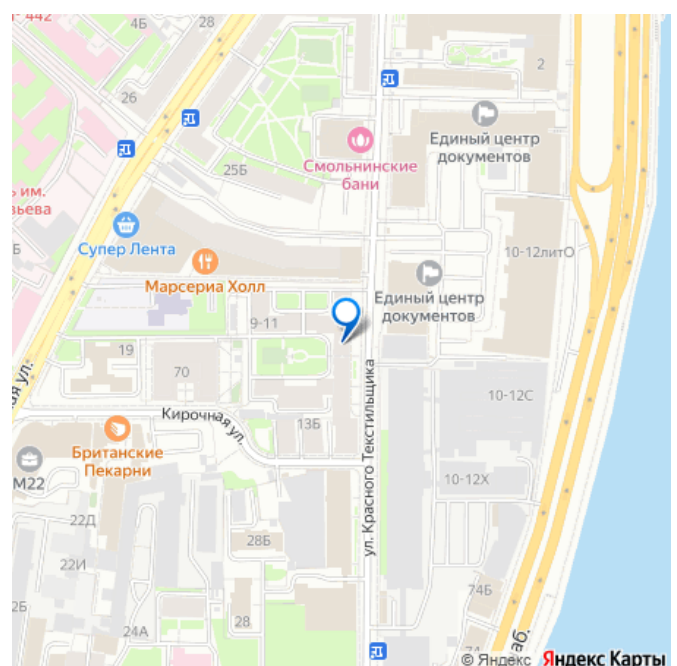 № 442
4Б
28
26
2
Единый центр
документов
Смольнинские
бани
25Б
Супер Лента
Марсериа Холл
10-12литО
Единый центр
документов
9-11
19
70
Кирочная ул.
13Б
ул. Красного Текстильщика
10-12С
Британские
Пекарни
М22
10-12Х
22Д
22И
28Б
24А
28
74Б
74
© Яндекс Яндекс Карты